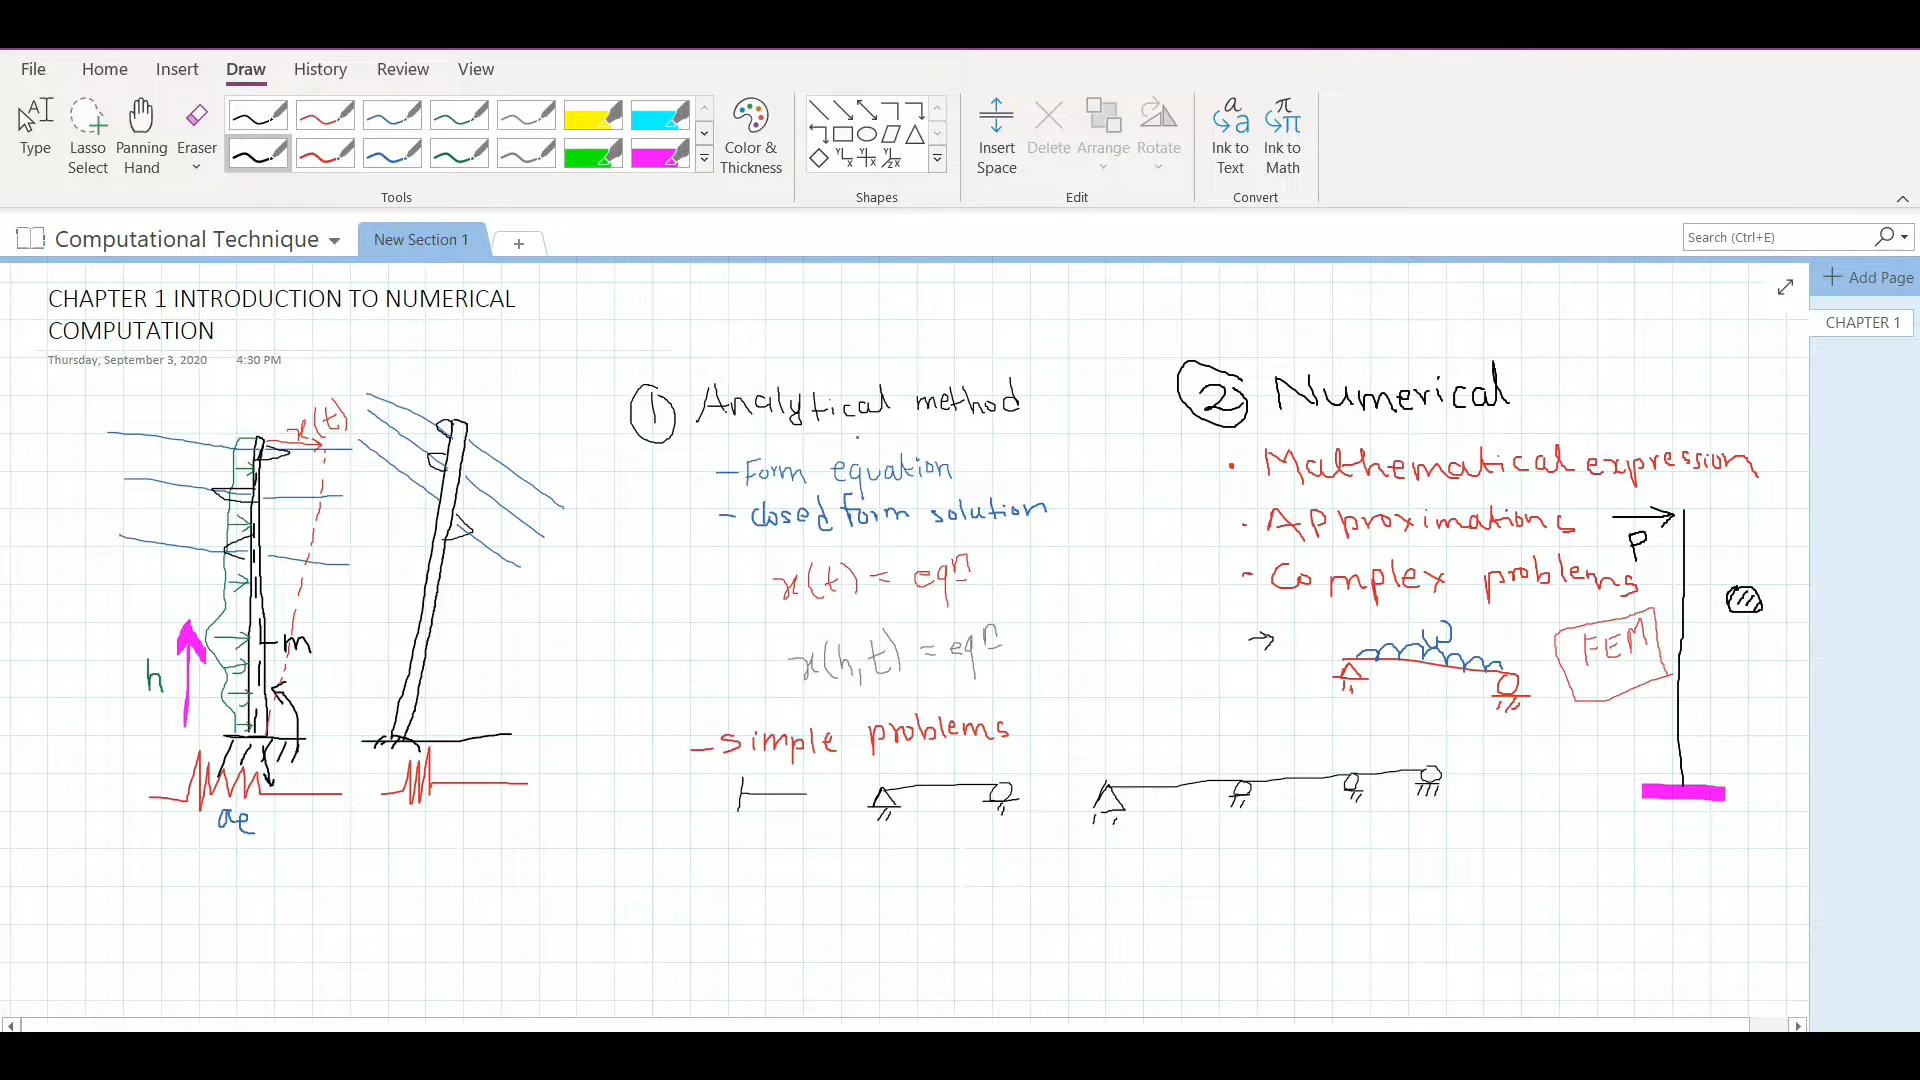 File Home Insert Draw History Review View
Type
Lasso Select
Panning Hand
Eraser
Color & Thickness
Insert Space
Delete
Arrange
Rotate
Ink to Text
Ink to Math
Tools
Shapes
Edit
Convert
Computational Technique
New Section 1
Search (Ctrl+E)
Add Page
CHAPTER 1
CHAPTER 1 INTRODUCTION TO NUMERICAL
COMPUTATION
Thursday, September 3, 2020 4:30 PM
x(t)
m
h
ae
1 Analytical method
- Form equation
- closed form solution
x(t) = eqn
x(h,t) = eqn
- simple problems
2 Numerical
· Mathematical expression
- Approximations
- Complex problems
P
→
W
FEM